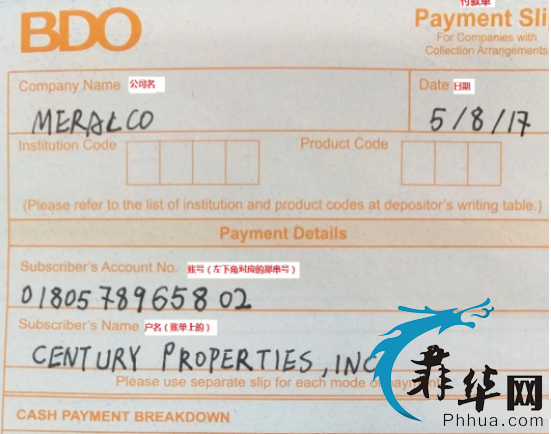 付款单
BDO
Payment Sli
For Companies with
Collection Arrangements
Company Name 公司名
Date 日期
MERALCO
5/8/17
Institution Code
Product Code
(Please refer to the list of institution and product codes at depositor's writing table.)
Payment Details
Subscriber's Account No. 账号(左下角对应的那串号)
0180578965802
Subscriber's Name 户名(账单上的)
CENTURY PROPERTIES, INC
Please use separate slip for each mode of payment
CASH PAYMENT BREAKDOWN
菲华网
Phhua.com